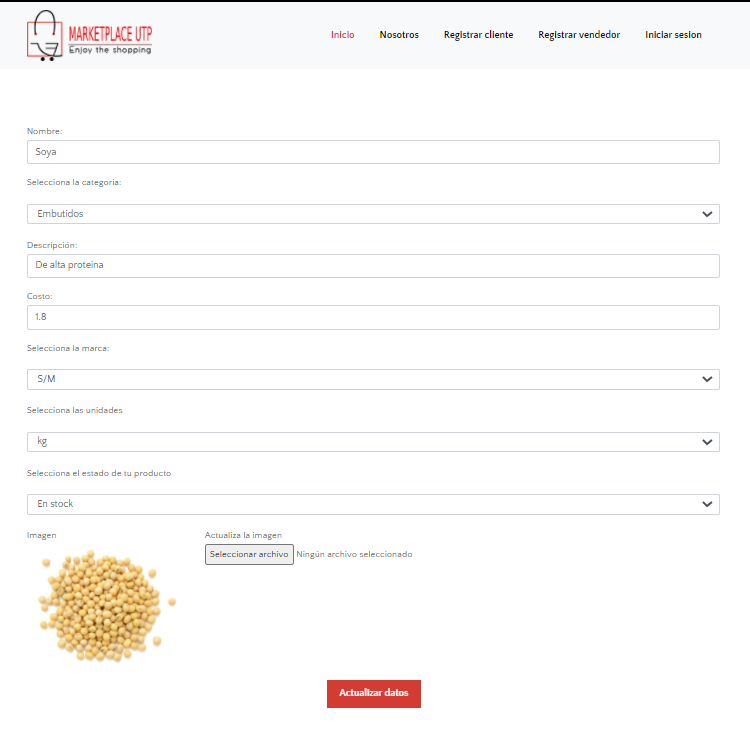 MARKETPLACE UTP
Enjoy the shopping
Inicio Nosotros Registrar cliente Registrar vendedor Iniciar sesion
Nombre:
Soya
Selecciona la categoria:
Embutidos
Descripción:
De alta proteina
Costo:
1.8
Selecciona la marca:
S/M
Selecciona las unidades
kg
Selecciona el estado de tu producto
En stock
Imagen Actualiza la imagen
Seleccionar archivo Ningún archivo seleccionado
Actualizar datos